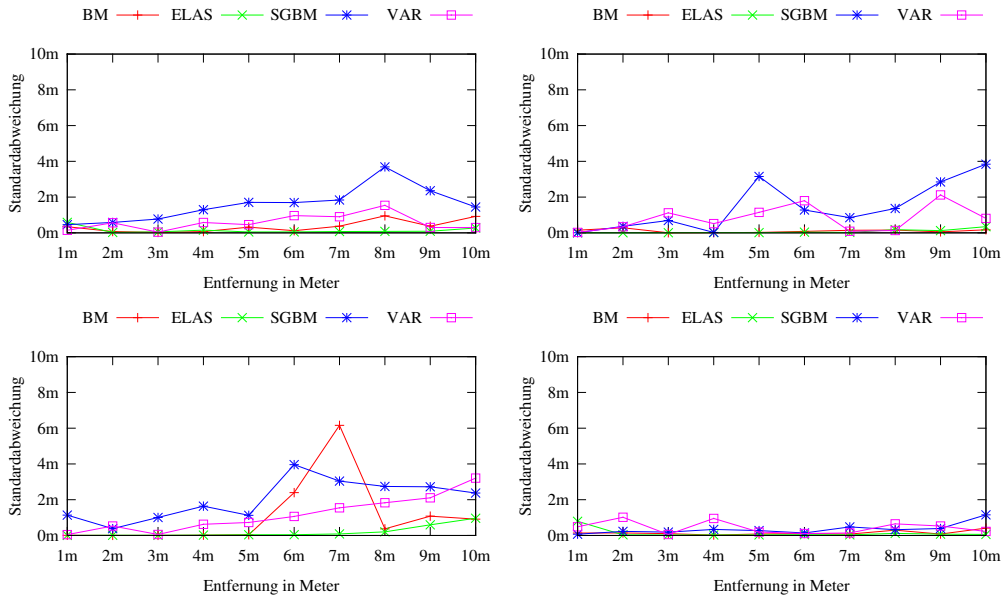 BM ELAS SGBM VAR
10m
8m
6m
4m
2m
0m
Standardabweichung
1m 2m 3m 4m 5m 6m 7m 8m 9m 10m
Entfernung in Meter
BM ELAS SGBM VAR
10m
8m
6m
4m
2m
0m
Standardabweichung
1m 2m 3m 4m 5m 6m 7m 8m 9m 10m
Entfernung in Meter
BM ELAS SGBM VAR
10m
8m
6m
4m
2m
0m
Standardabweichung
1m 2m 3m 4m 5m 6m 7m 8m 9m 10m
Entfernung in Meter
BM ELAS SGBM VAR
10m
8m
6m
4m
2m
0m
Standardabweichung
1m 2m 3m 4m 5m 6m 7m 8m 9m 10m
Entfernung in Meter